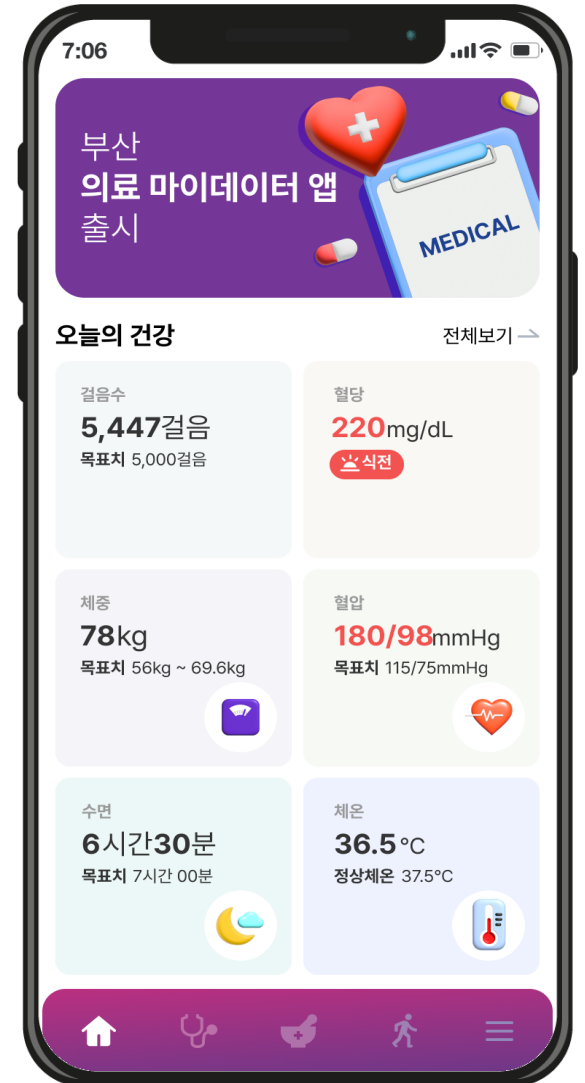 7:06
부산
의료 마이데이터 앱
출시
MEDICAL
오늘의 건강
전체보기
걸음수
5,447걸음
목표치 5,000걸음
혈당
220mg/dL
식전
체중
78kg
목표치 56kg ~ 69.6kg
혈압
180/98mmHg
목표치 115/75mmHg
수면
6시간30분
목표치 7시간 00분
체온
36.5°C
정상체온 37.5°C